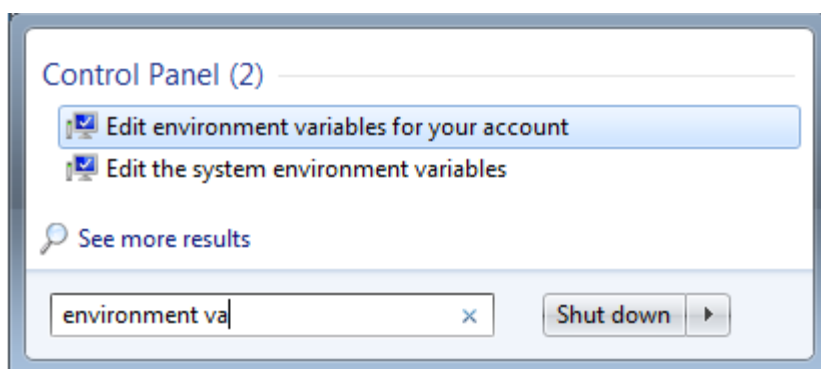 Control Panel (2)
Edit environment variables for your account
Edit the system environment variables
See more results
environment va
Shut down